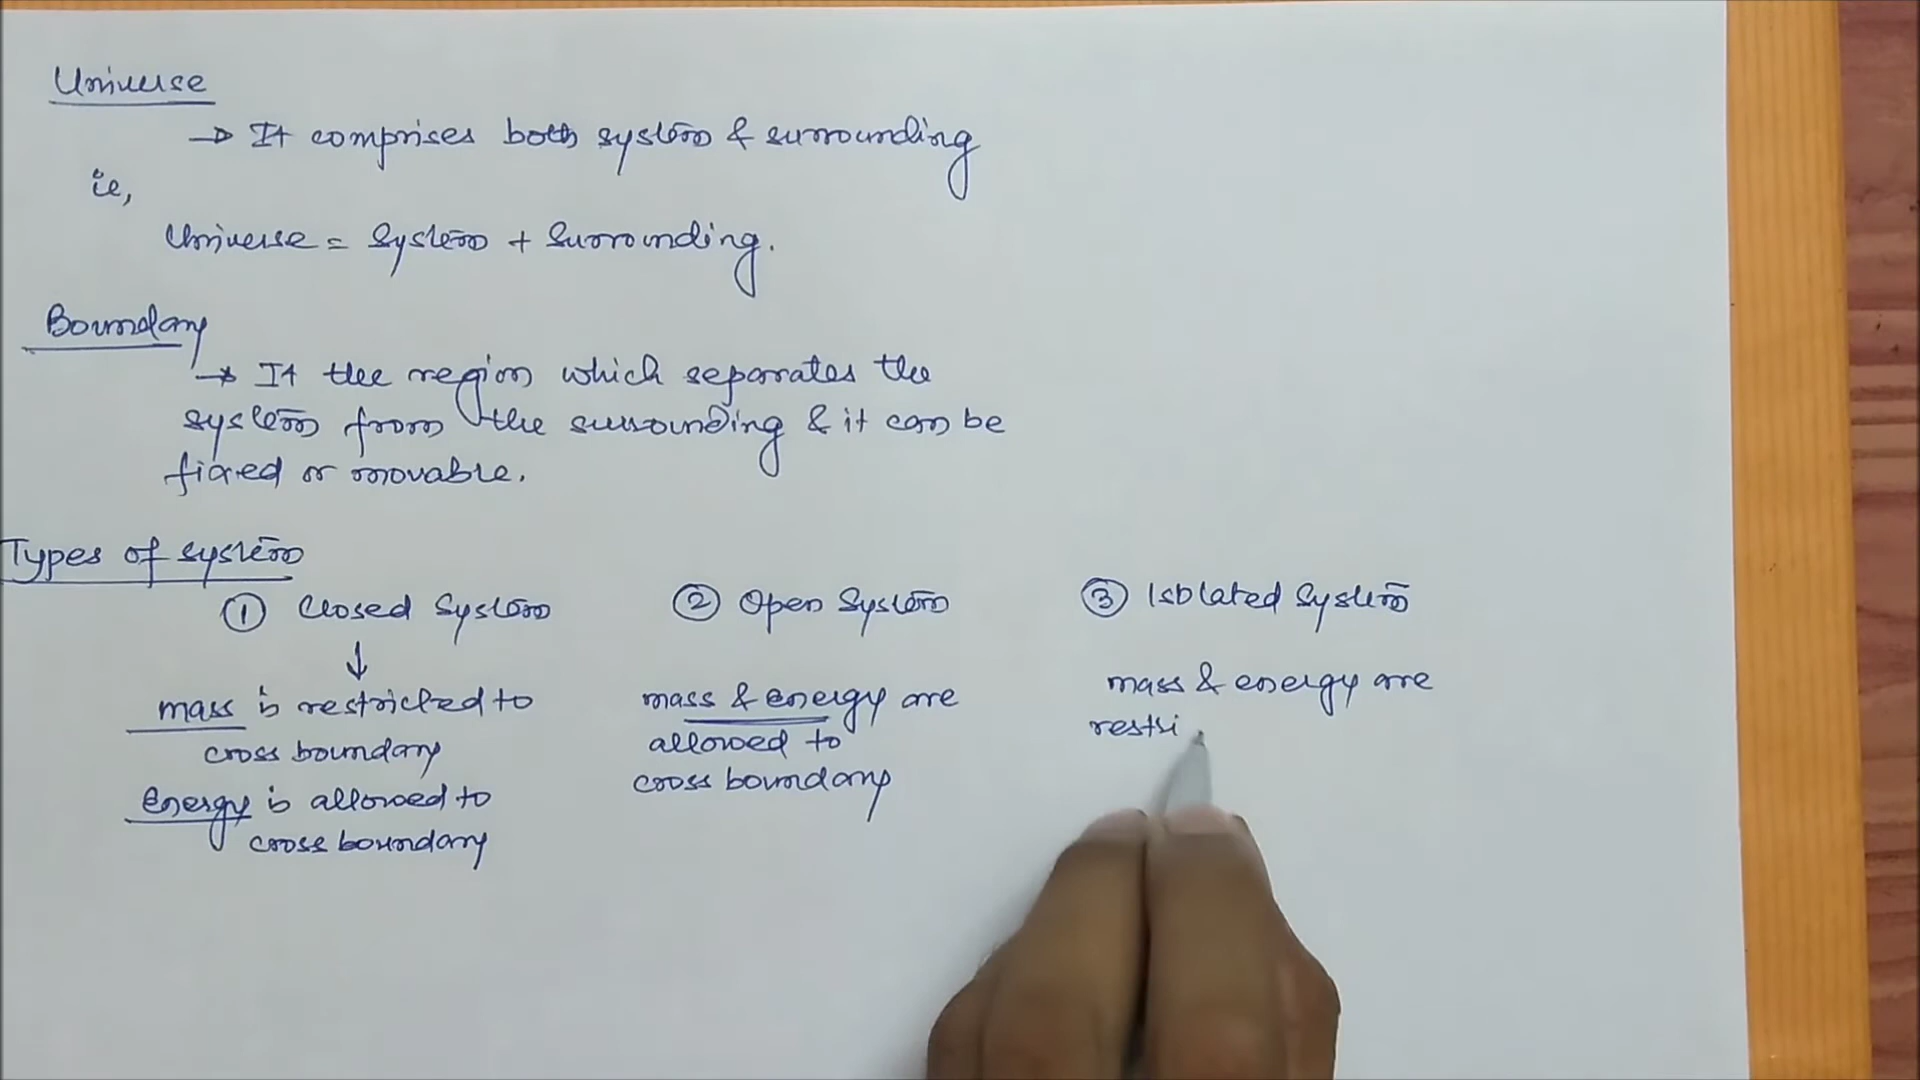 Universe
→ It comprises both system & surrounding
ie,
Universe = System + Surrounding.
Boundary
→ It the region which separates the
system from the surrounding & it can be
fixed or movable.
Types of system
① Closed System
↓
mass is restricted to
cross boundary
Energy is allowed to
cross boundary
② Open System
mass & energy are
allowed to
cross boundary
③ Isolated System
mass & energy are
restri